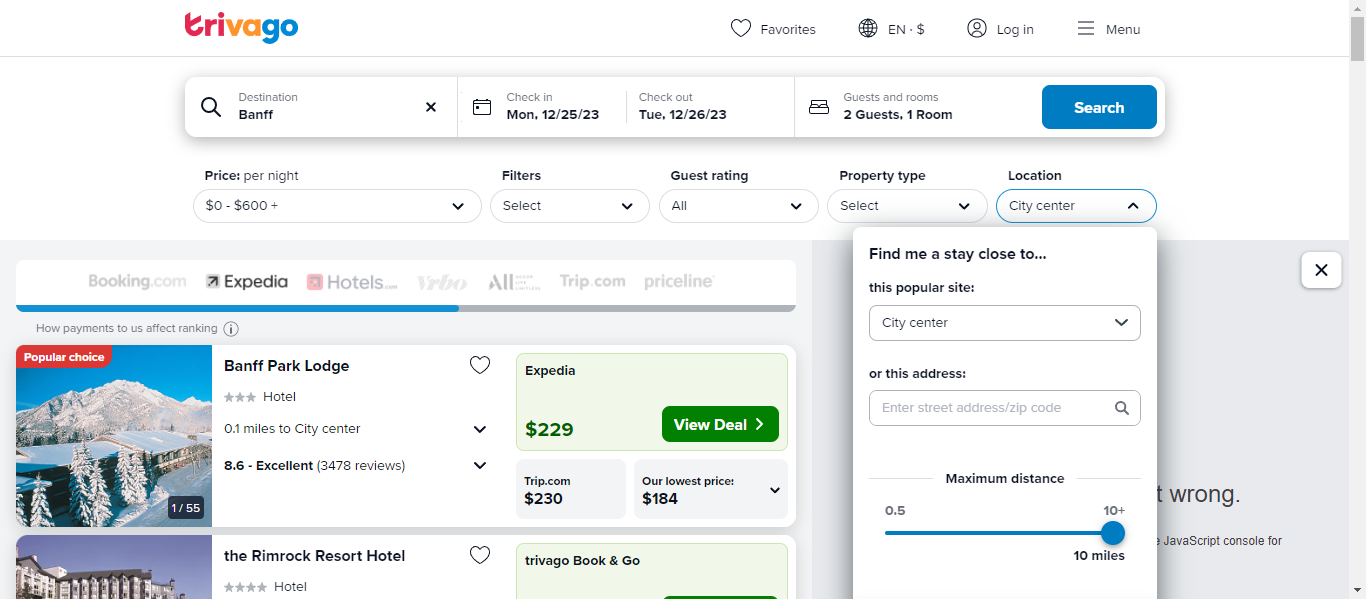 trivago
Favorites
EN · $
Log in
Menu
Destination
Banff
Check in
Mon, 12/25/23
Check out
Tue, 12/26/23
Guests and rooms
2 Guests, 1 Room
Search
Price: per night
$0 - $600 +
Filters
Select
Guest rating
All
Property type
Select
Location
City center
Booking.com
Expedia
Hotels.com
Vrbo
All
Trip.com
priceline
How payments to us affect ranking
Popular choice
1 / 55
Banff Park Lodge
Hotel
0.1 miles to City center
8.6 - Excellent (3478 reviews)
Expedia
$229
View Deal
Trip.com
$230
Our lowest price:
$184
the Rimrock Resort Hotel
Hotel
trivago Book & Go
Find me a stay close to...
this popular site:
City center
or this address:
Enter street address/zip code
Maximum distance
0.5
10+
10 miles
t wrong.
e JavaScript console for